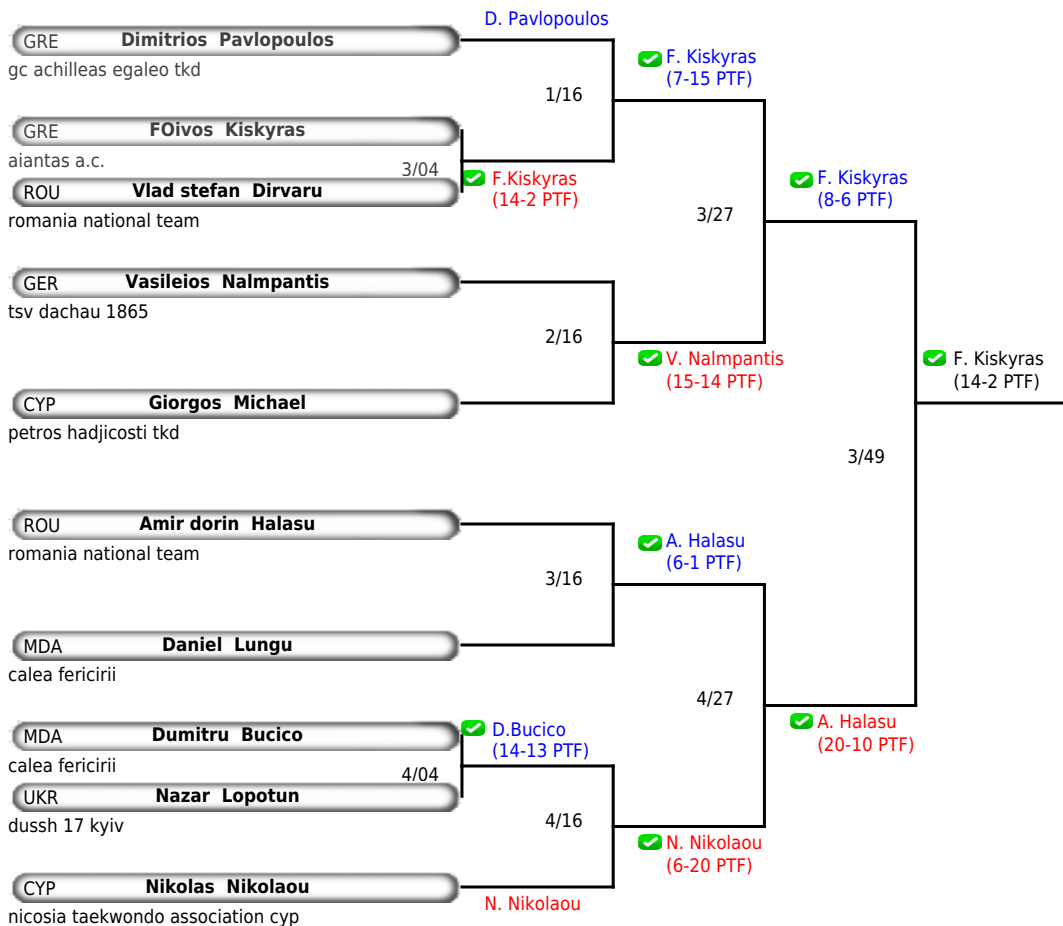 D. Pavlopoulos
GRE Dimitrios Pavlopoulos
gc achilleas egaleo tkd
F. Kiskyras
(7-15 PTF)
1/16
GRE FOivos Kiskyras
aiantas a.c.
3/04
F.Kiskyras
(14-2 PTF)
ROU Vlad stefan Dirvaru
romania national team
F. Kiskyras
(8-6 PTF)
3/27
GER Vasileios Nalmpantis
tsv dachau 1865
2/16
V. Nalmpantis
(15-14 PTF)
F. Kiskyras
(14-2 PTF)
CYP Giorgos Michael
petros hadjicosti tkd
3/49
ROU Amir dorin Halasu
romania national team
A. Halasu
(6-1 PTF)
3/16
MDA Daniel Lungu
calea fericirii
4/27
A. Halasu
(20-10 PTF)
MDA Dumitru Bucico
calea fericirii
D.Bucico
(14-13 PTF)
4/04
UKR Nazar Lopotun
dussh 17 kyiv
4/16
N. Nikolaou
(6-20 PTF)
CYP Nikolas Nikolaou
nicosia taekwondo association cyp
N. Nikolaou